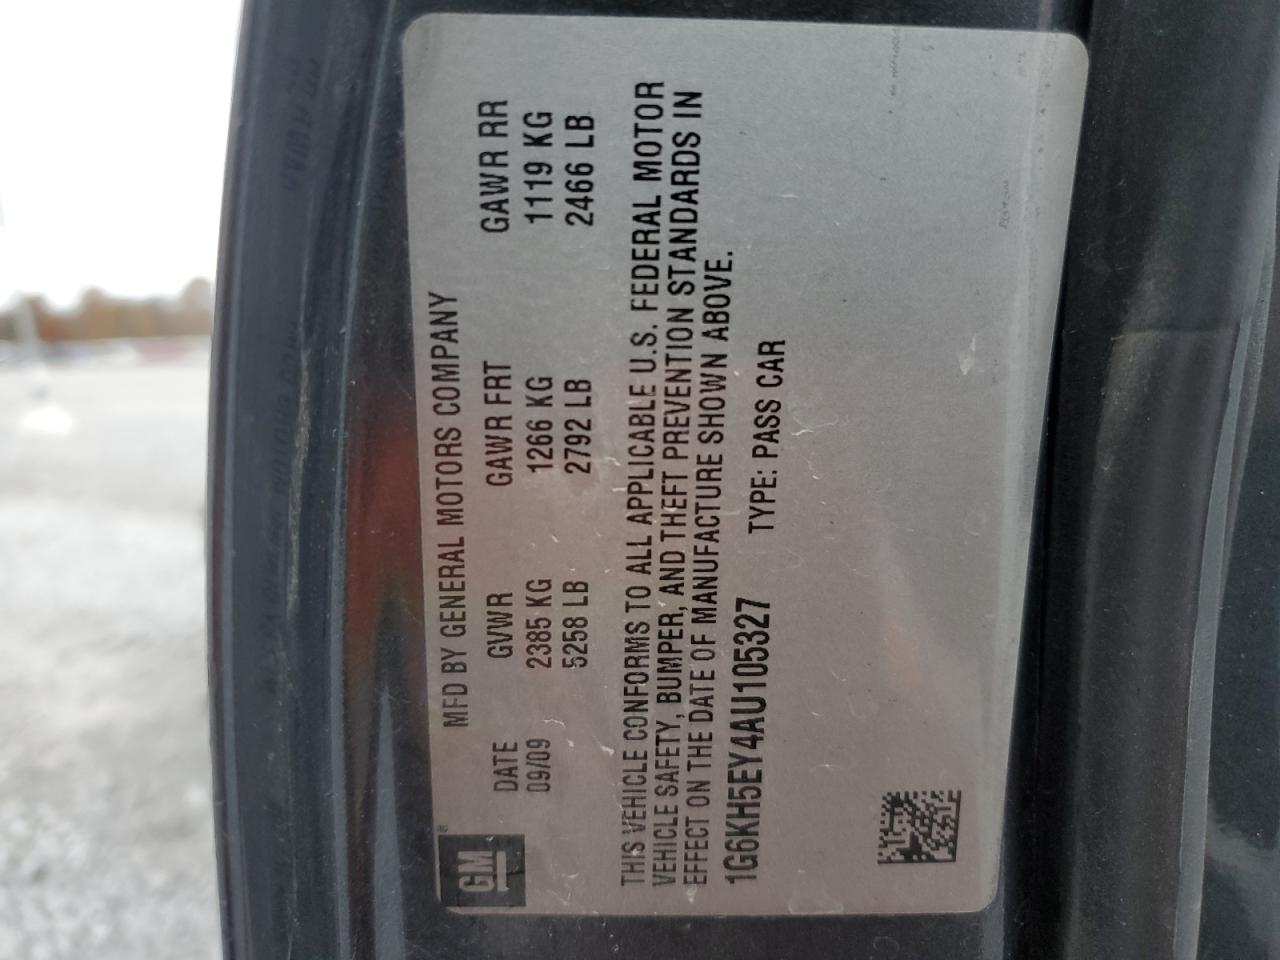 GM
MFD BY GENERAL MOTORS COMPANY
DATE GVWR GAWR FRT GAWR RR
09/09 2385 KG 1266 KG 1119 KG
5258 LB 2792 LB 2466 LB
THIS VEHICLE CONFORMS TO ALL APPLICABLE U.S. FEDERAL MOTOR
VEHICLE SAFETY, BUMPER, AND THEFT PREVENTION STANDARDS IN
EFFECT ON THE DATE OF MANUFACTURE SHOWN ABOVE.
1G6KH5EY4AU105327 TYPE: PASS CAR